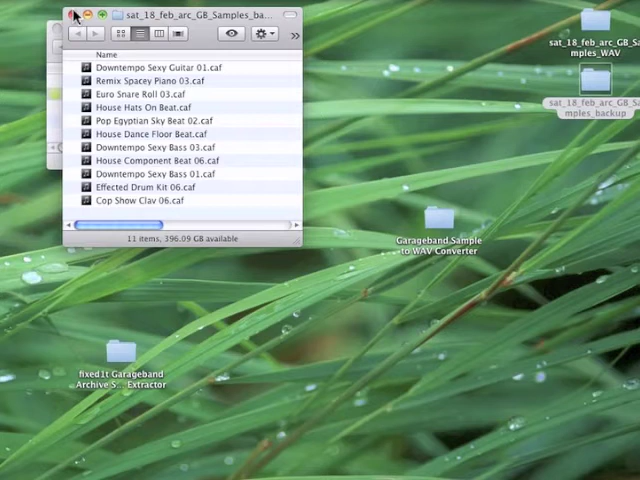 sat_18_feb_arc_GB_Samples_ba...
Name
Downtempo Sexy Guitar 01.caf
Remix Spacey Piano 03.caf
Euro Snare Roll 03.caf
House Hats On Beat.caf
Pop Egyptian Sky Beat 02.caf
House Dance Floor Beat.caf
Downtempo Sexy Bass 03.caf
House Component Beat 06.caf
Downtempo Sexy Bass 01.caf
Effected Drum Kit 06.caf
Cop Show Clav 06.caf
11 items, 396.09 GB available
sat_18_feb_arc_GB_Sa
mples_WAV
sat_18_feb_arc_GB_Sa
mples_backup
Garageband Sample
to WAV Converter
fixed1t Garageband
Archive S... Extractor